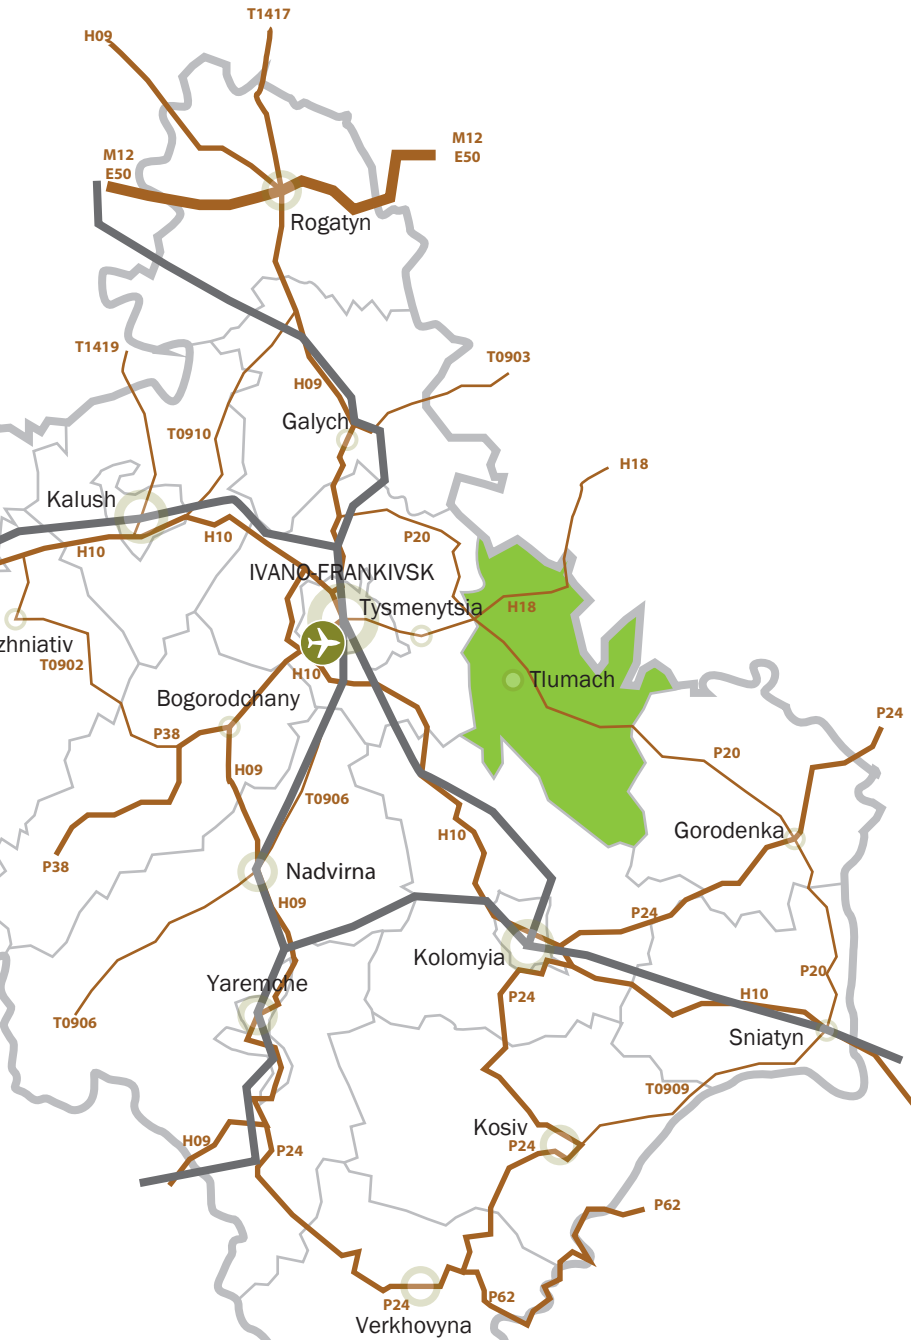 T1417
H09
M12
E50
M12
E50
Rogatyn
T1419
T0903
H09
Galych
T0910
H18
Kalush
H10
H10
P20
IVANO-FRANKIVSK
Tysmenytsia
H18
zhniativ
T0902
H10
Tlumach
Bogorodchany
P24
P38
P20
H09
T0906
Gorodenka
H10
P38
Nadvirna
H09
P24
Kolomyia
P20
Yaremche
P24
H10
T0906
Sniatyn
T0909
Kosiv
H09
P24
P24
P62
P24
P62
Verkhovyna